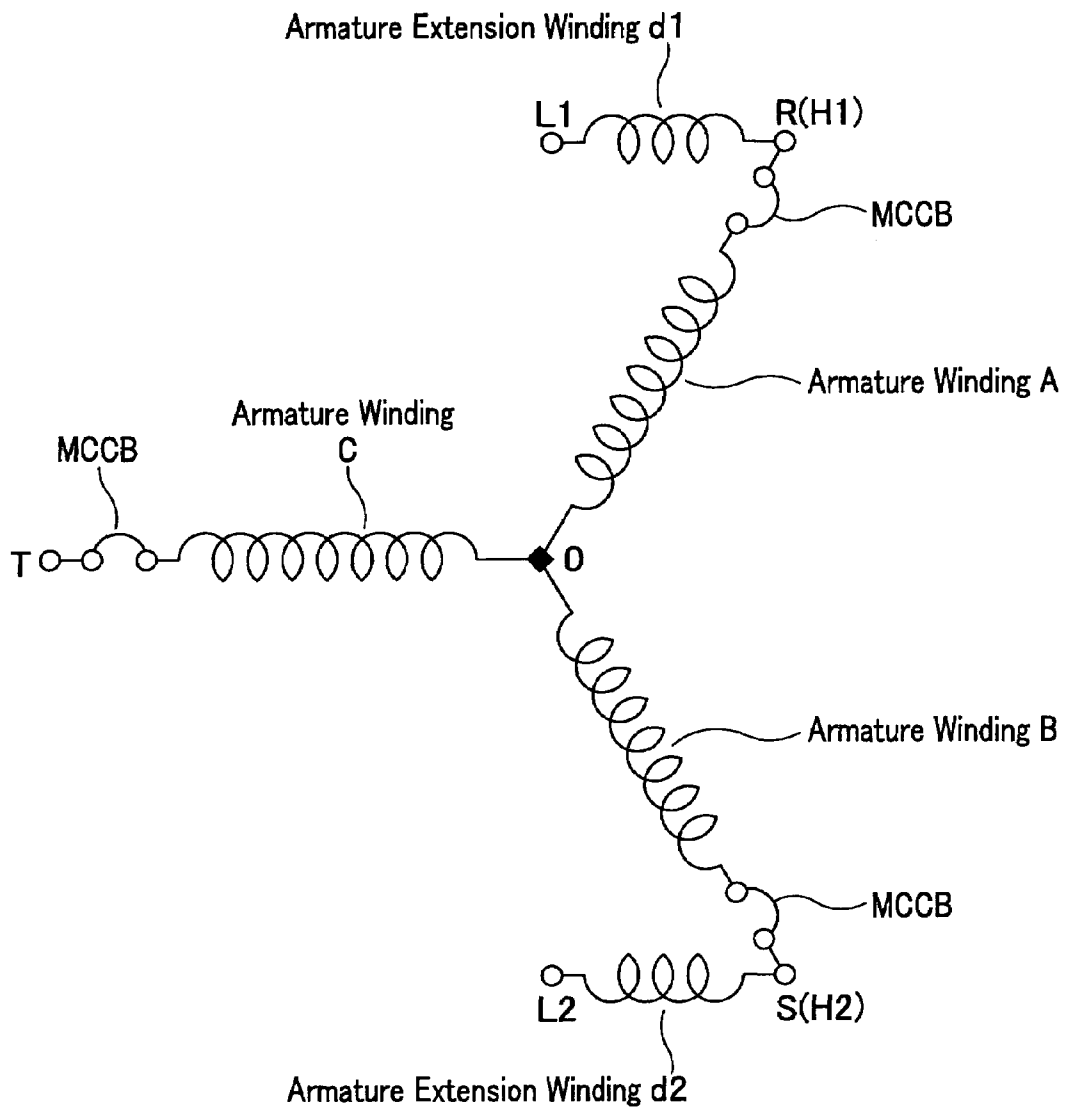 Armature Extension Winding d1
L1
R(H1)
MCCB
Armature Winding A
Armature Winding
C
MCCB
T
O
Armature Winding B
MCCB
L2
S(H2)
Armature Extension Winding d2